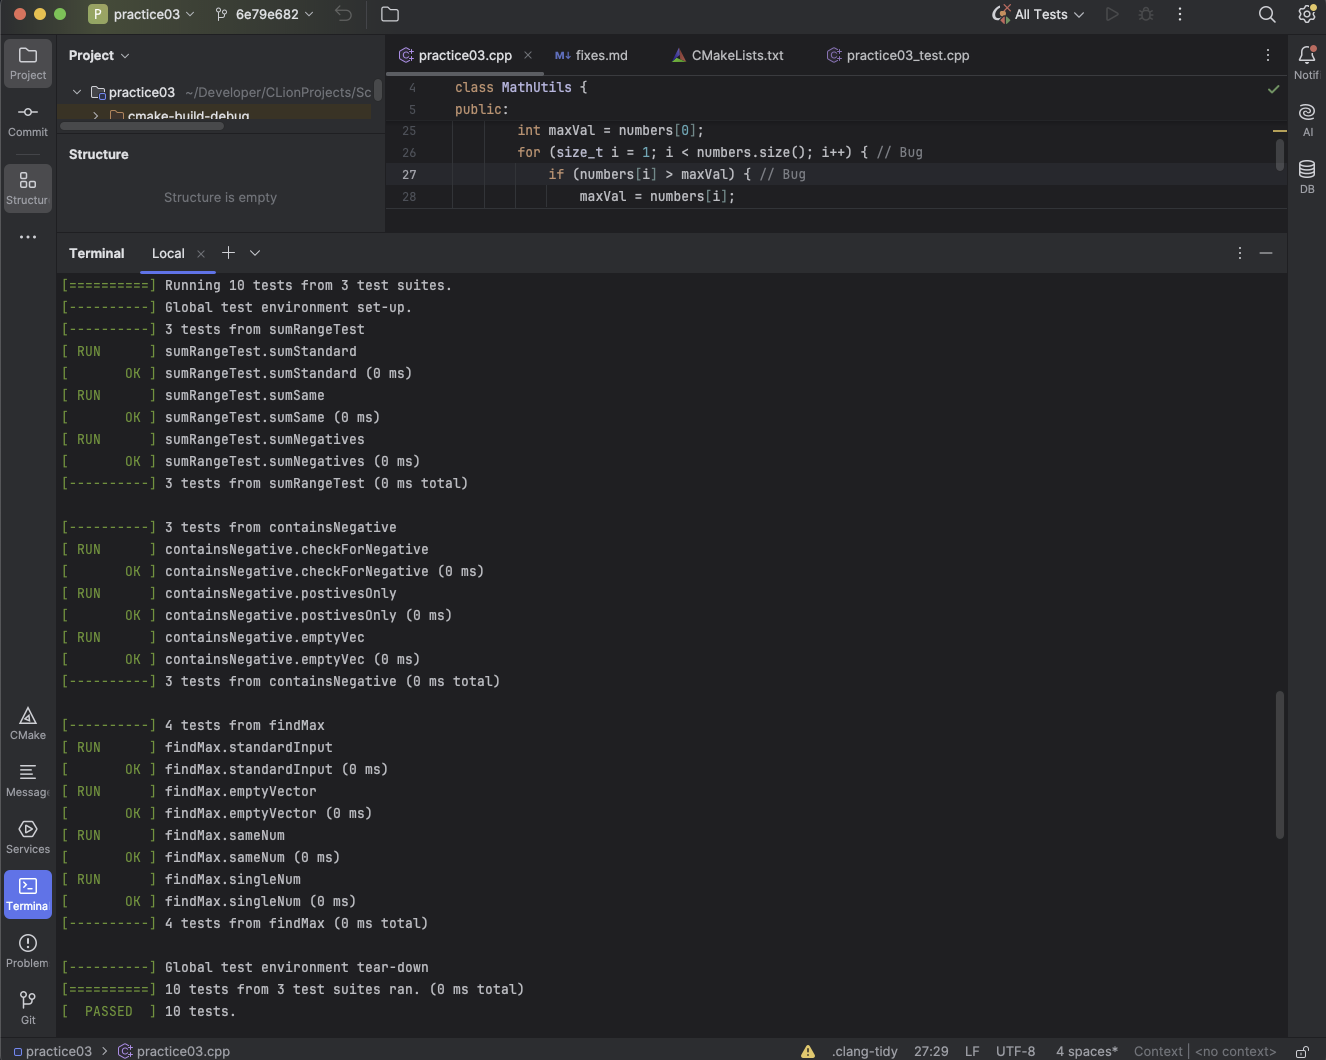 P practice03 6e79e682 All Tests
Project
Commit
Structur
CMake
Messag
Services
Termina
Problem
Git
Project
practice03 ~/Developer/CLionProjects/Sc
cmake-build-debug
Structure
Structure is empty
practice03.cpp × M↓ fixes.md CMakeLists.txt practice03_test.cpp
4 class MathUtils {
5 public:
25 int maxVal = numbers[0];
26 for (size_t i = 1; i < numbers.size(); i++) { // Bug
27 if (numbers[i] > maxVal) { // Bug
28 maxVal = numbers[i];
Notif
AI
DB
Terminal Local × +
[==========] Running 10 tests from 3 test suites.
[----------] Global test environment set-up.
[----------] 3 tests from sumRangeTest
[ RUN      ] sumRangeTest.sumStandard
[       OK ] sumRangeTest.sumStandard (0 ms)
[ RUN      ] sumRangeTest.sumSame
[       OK ] sumRangeTest.sumSame (0 ms)
[ RUN      ] sumRangeTest.sumNegatives
[       OK ] sumRangeTest.sumNegatives (0 ms)
[----------] 3 tests from sumRangeTest (0 ms total)
[----------] 3 tests from containsNegative
[ RUN      ] containsNegative.checkForNegative
[       OK ] containsNegative.checkForNegative (0 ms)
[ RUN      ] containsNegative.postivesOnly
[       OK ] containsNegative.postivesOnly (0 ms)
[ RUN      ] containsNegative.emptyVec
[       OK ] containsNegative.emptyVec (0 ms)
[----------] 3 tests from containsNegative (0 ms total)
[----------] 4 tests from findMax
[ RUN      ] findMax.standardInput
[       OK ] findMax.standardInput (0 ms)
[ RUN      ] findMax.emptyVector
[       OK ] findMax.emptyVector (0 ms)
[ RUN      ] findMax.sameNum
[       OK ] findMax.sameNum (0 ms)
[ RUN      ] findMax.singleNum
[       OK ] findMax.singleNum (0 ms)
[----------] 4 tests from findMax (0 ms total)
[----------] Global test environment tear-down
[==========] 10 tests from 3 test suites ran. (0 ms total)
[  PASSED  ] 10 tests.
practice03 > practice03.cpp .clang-tidy 27:29 LF UTF-8 4 spaces* Context | <no context>